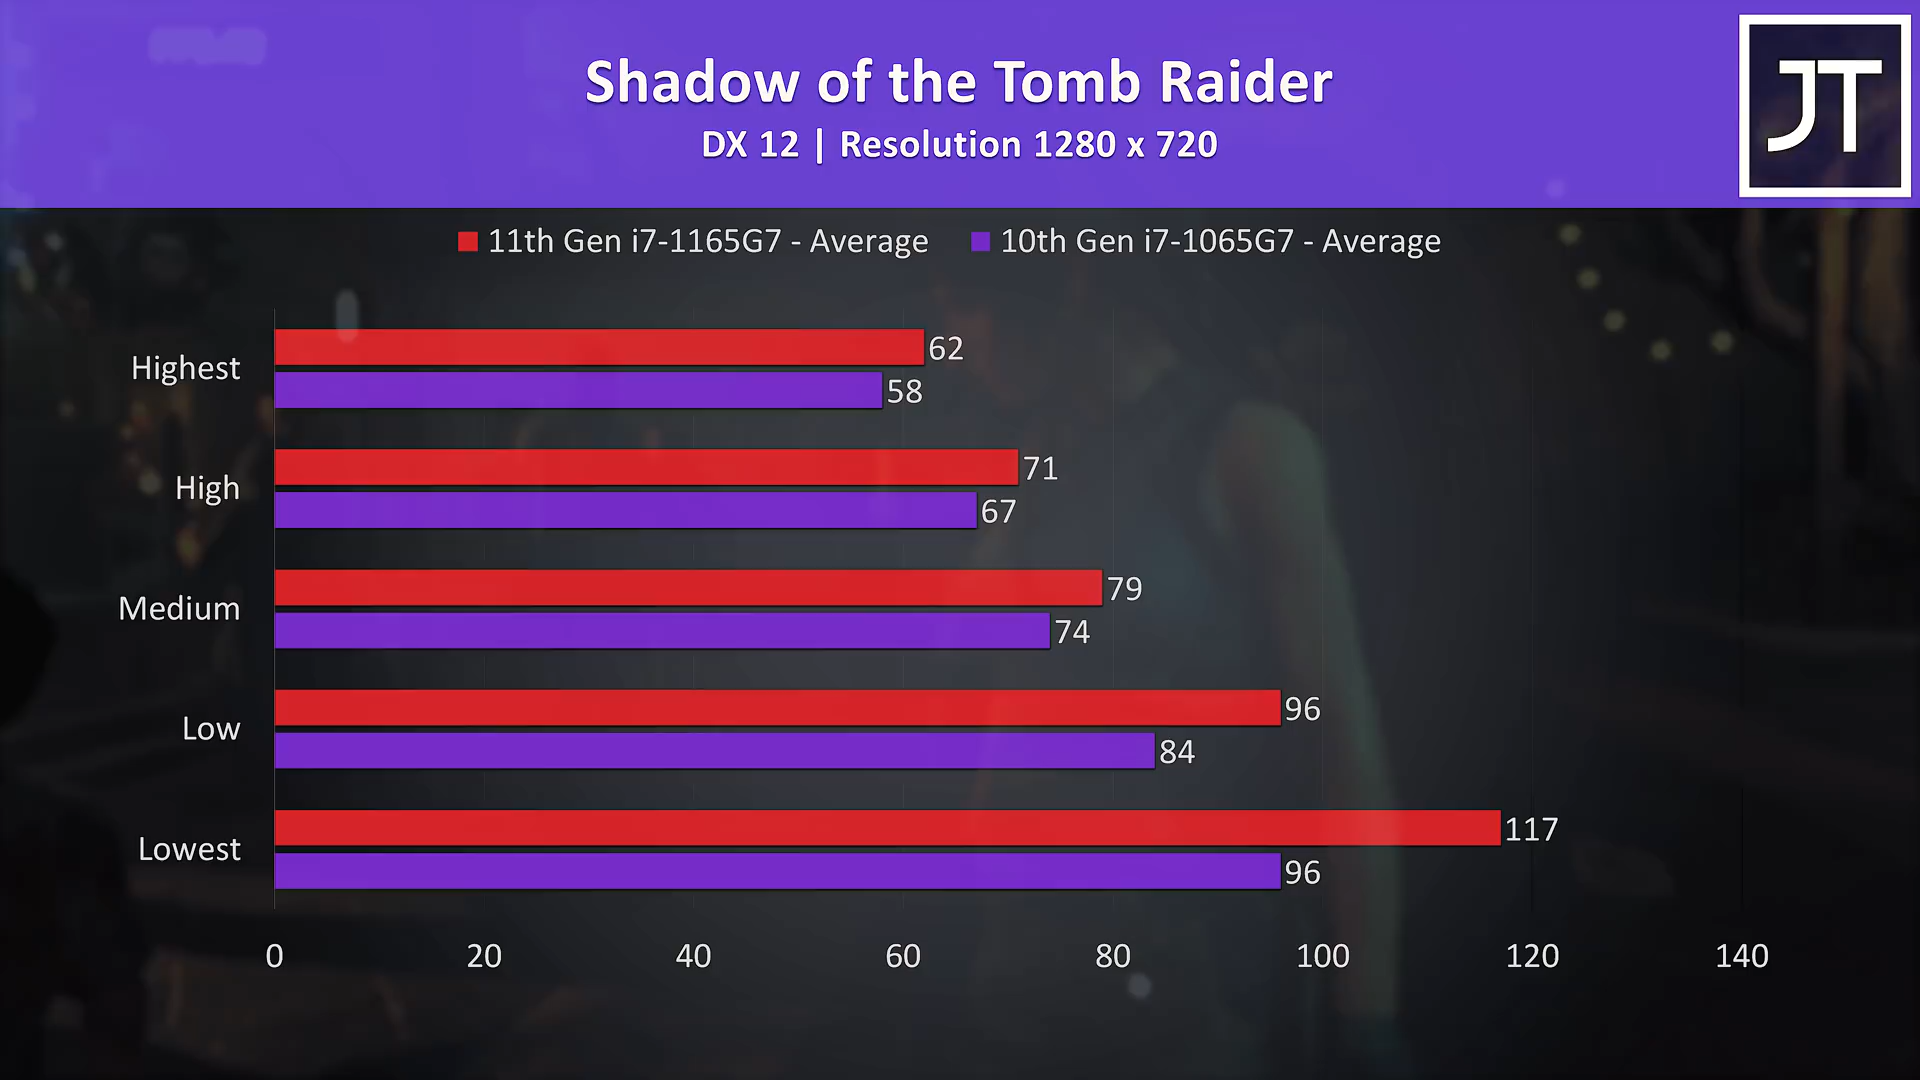 Shadow of the Tomb Raider
DX 12 | Resolution 1280 x 720
JT
11th Gen i7-1165G7 - Average
10th Gen i7-1065G7 - Average
Highest
62
58
High
71
67
Medium
79
74
Low
96
84
Lowest
117
96
0 20 40 60 80 100 120 140